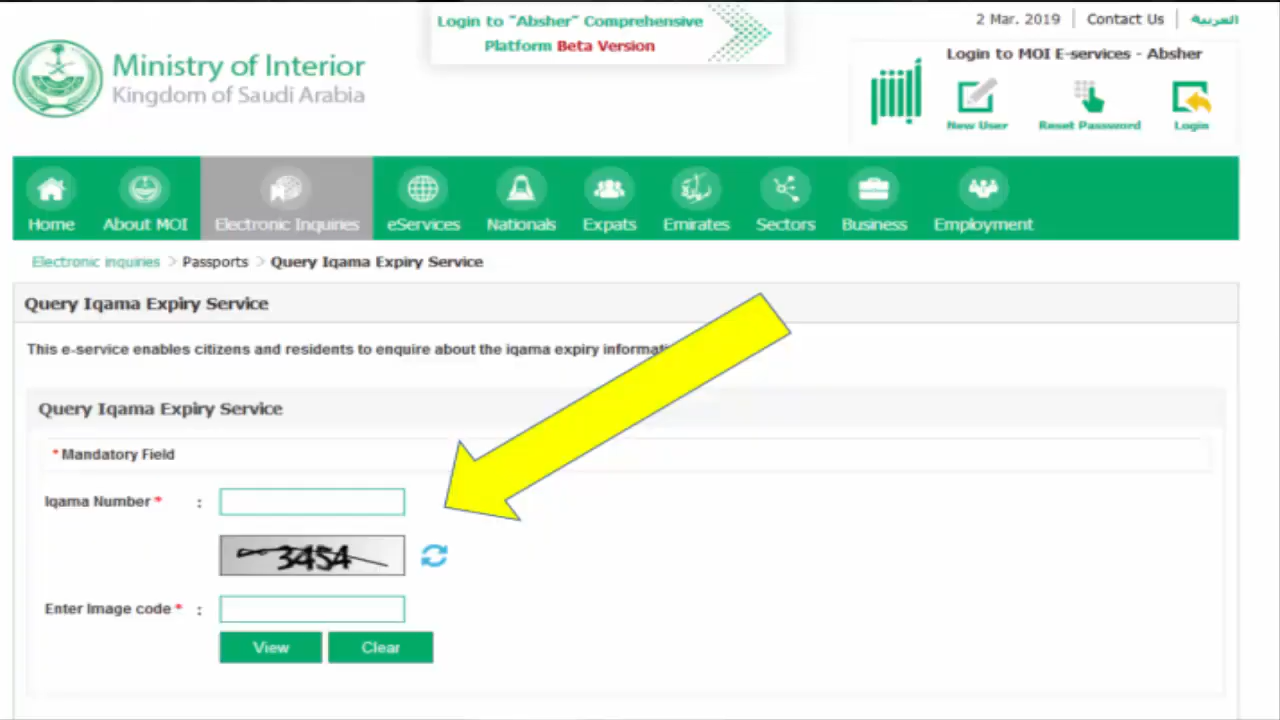 Login to "Absher" Comprehensive
Platform Beta Version
2 Mar. 2019 | Contact Us | العربية
Ministry of Interior
Kingdom of Saudi Arabia
Login to MOI E-services - Absher
New User
Reset Password
Login
Home
About MOI
Electronic Inquiries
eServices
Nationals
Expats
Emirates
Sectors
Business
Employment
Electronic inquiries > Passports > Query Iqama Expiry Service
Query Iqama Expiry Service
This e-service enables citizens and residents to enquire about the iqama expiry
Query Iqama Expiry Service
* Mandatory Field
Iqama Number * :
3454
Enter Image code * :
View
Clear